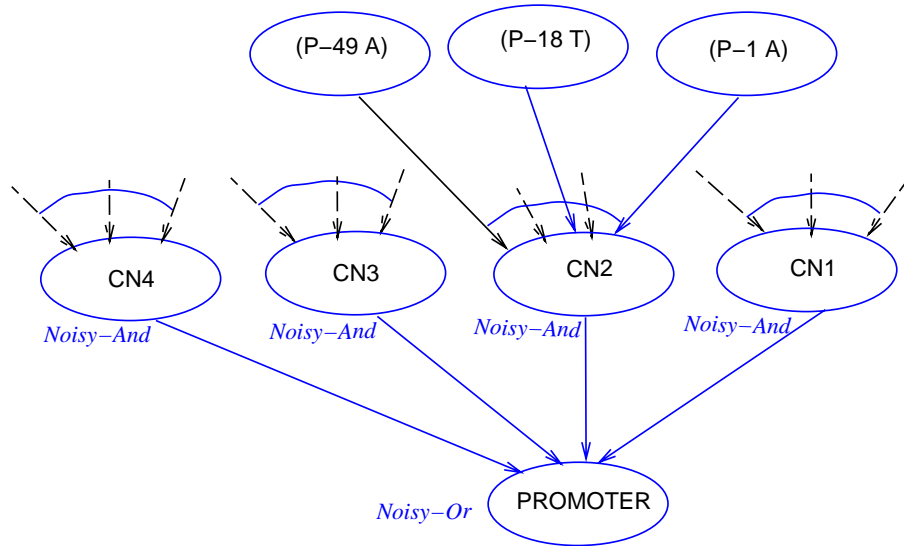 (P–49 A)
(P–18 T)
(P–1 A)
CN4
CN3
CN2
CN1
Noisy–And
Noisy–And
Noisy–And
Noisy–And
PROMOTER
Noisy–Or